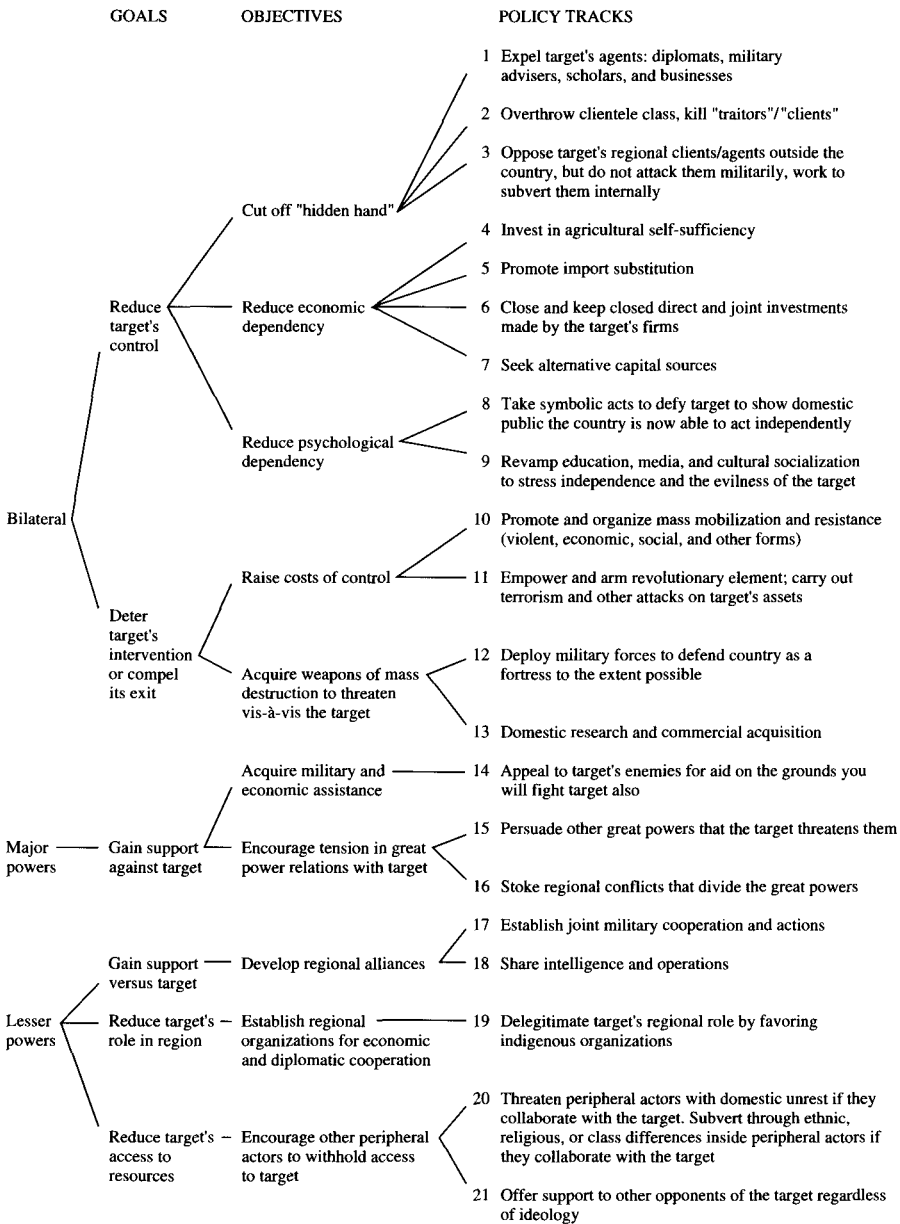 GOALS OBJECTIVES POLICY TRACKS
1 Expel target's agents: diplomats, military
advisers, scholars, and businesses
2 Overthrow clientele class, kill "traitors"/"clients"
3 Oppose target's regional clients/agents outside the
country, but do not attack them militarily, work to
subvert them internally
Cut off "hidden hand"
4 Invest in agricultural self-sufficiency
5 Promote import substitution
Reduce
target's
control
Reduce economic
dependency
6 Close and keep closed direct and joint investments
made by the target's firms
7 Seek alternative capital sources
8 Take symbolic acts to defy target to show domestic
public the country is now able to act independently
Reduce psychological
dependency
9 Revamp education, media, and cultural socialization
to stress independence and the evilness of the target
Bilateral
10 Promote and organize mass mobilization and resistance
(violent, economic, social, and other forms)
Raise costs of control
11 Empower and arm revolutionary element; carry out
terrorism and other attacks on target's assets
Deter
target's
intervention
or compel
its exit
12 Deploy military forces to defend country as a
fortress to the extent possible
Acquire weapons of mass
destruction to threaten
vis-à-vis the target
13 Domestic research and commercial acquisition
Acquire military and
economic assistance
14 Appeal to target's enemies for aid on the grounds you
will fight target also
15 Persuade other great powers that the target threatens them
Major
powers
Gain support
against target
Encourage tension in great
power relations with target
16 Stoke regional conflicts that divide the great powers
17 Establish joint military cooperation and actions
Gain support
versus target
Develop regional alliances
18 Share intelligence and operations
Lesser
powers
Reduce target's
role in region
Establish regional
organizations for economic
and diplomatic cooperation
19 Delegitimate target's regional role by favoring
indigenous organizations
20 Threaten peripheral actors with domestic unrest if they
collaborate with the target. Subvert through ethnic,
religious, or class differences inside peripheral actors if
they collaborate with the target
Reduce target's
access to
resources
Encourage other peripheral
actors to withhold access
to target
21 Offer support to other opponents of the target regardless
of ideology